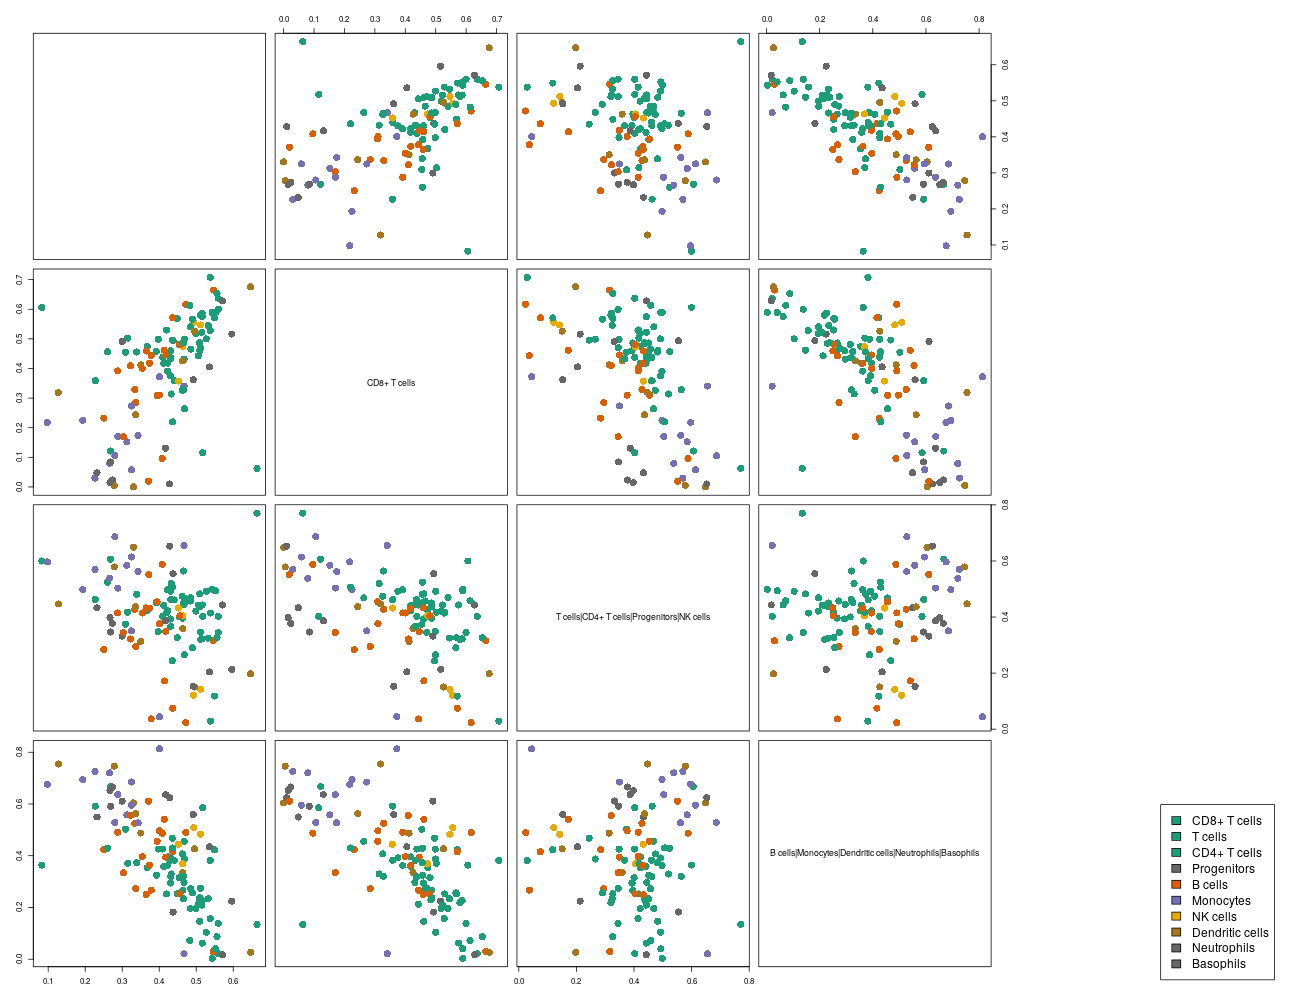 0.0 0.1 0.2 0.3 0.4 0.5 0.6 0.7
0.0 0.2 0.4 0.6 0.8
0.6
0.5
0.4
0.3
0.2
0.1
0.7
0.6
0.5
0.4
0.3
0.2
0.1
0.0
CD8+ T cells
0.8
0.6
0.4
0.2
0.0
T cells|CD4+ T cells|Progenitors|NK cells
0.8
0.6
0.4
0.2
0.0
B cells|Monocytes|Dendritic cells|Neutrophils|Basophils
0.1 0.2 0.3 0.4 0.5 0.6
0.0 0.2 0.4 0.6 0.8
CD8+ T cells
T cells
CD4+ T cells
Progenitors
B cells
Monocytes
NK cells
Dendritic cells
Neutrophils
Basophils